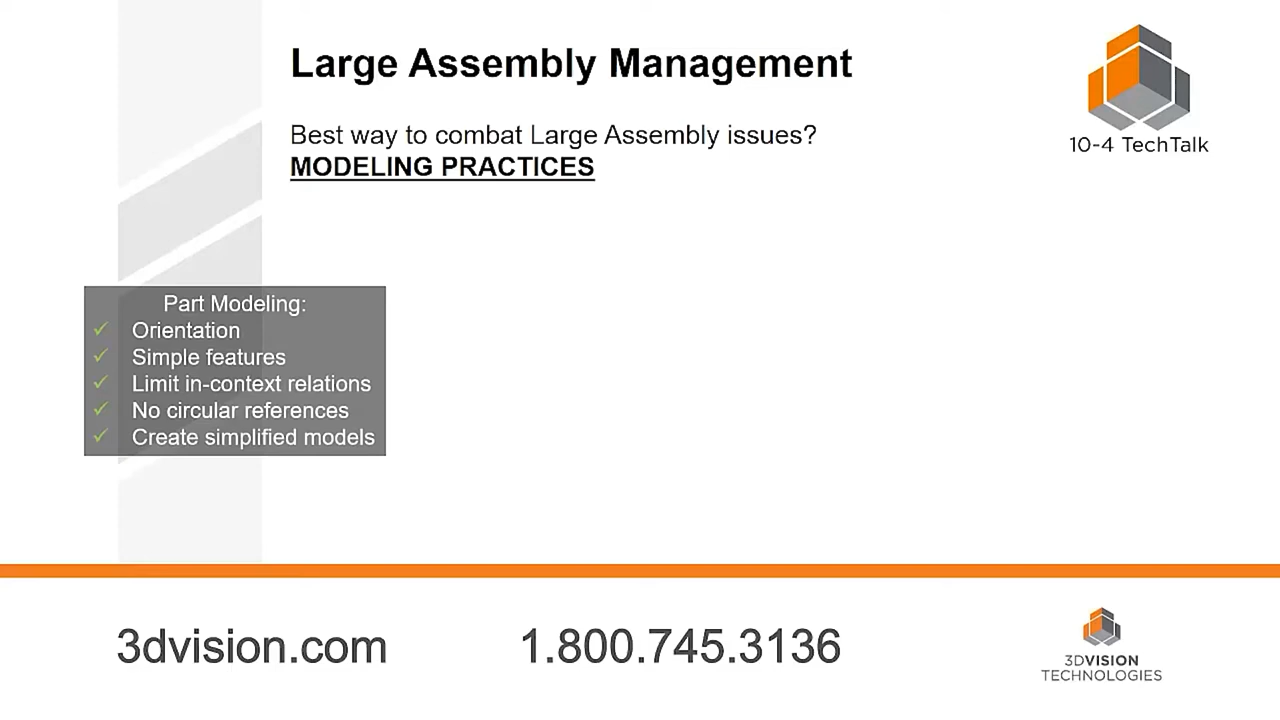 Large Assembly Management
10-4 TechTalk
Best way to combat Large Assembly issues?
MODELING PRACTICES
Part Modeling:
✓ Orientation
✓ Simple features
✓ Limit in-context relations
✓ No circular references
✓ Create simplified models
3dvision.com
1.800.745.3136
3DVISION
TECHNOLOGIES